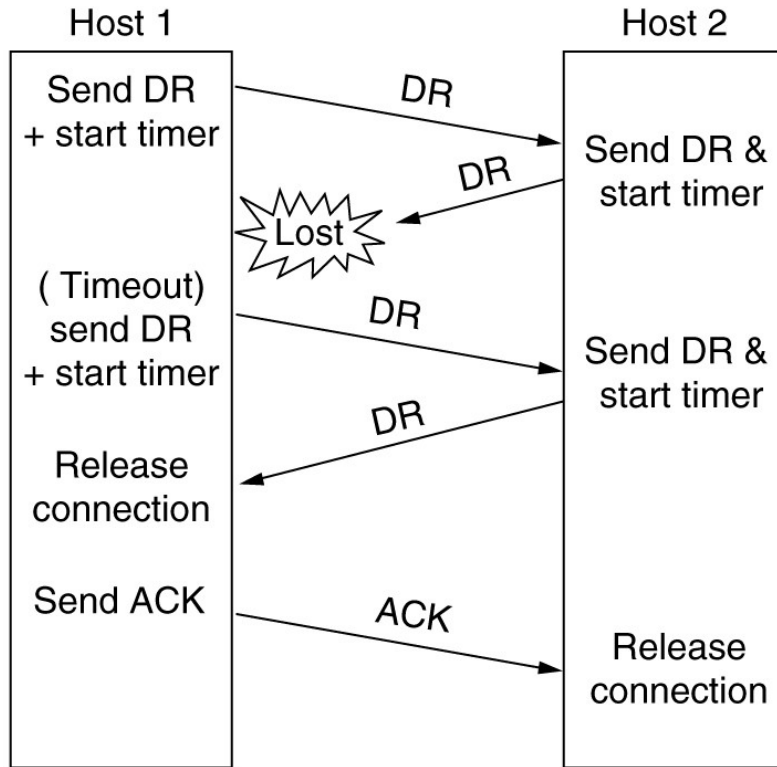 Host 1
Host 2
Send DR
+ start timer
DR
Send DR &
start timer
DR
Lost
( Timeout)
send DR
+ start timer
DR
Send DR &
start timer
DR
Release
connection
Send ACK
ACK
Release
connection